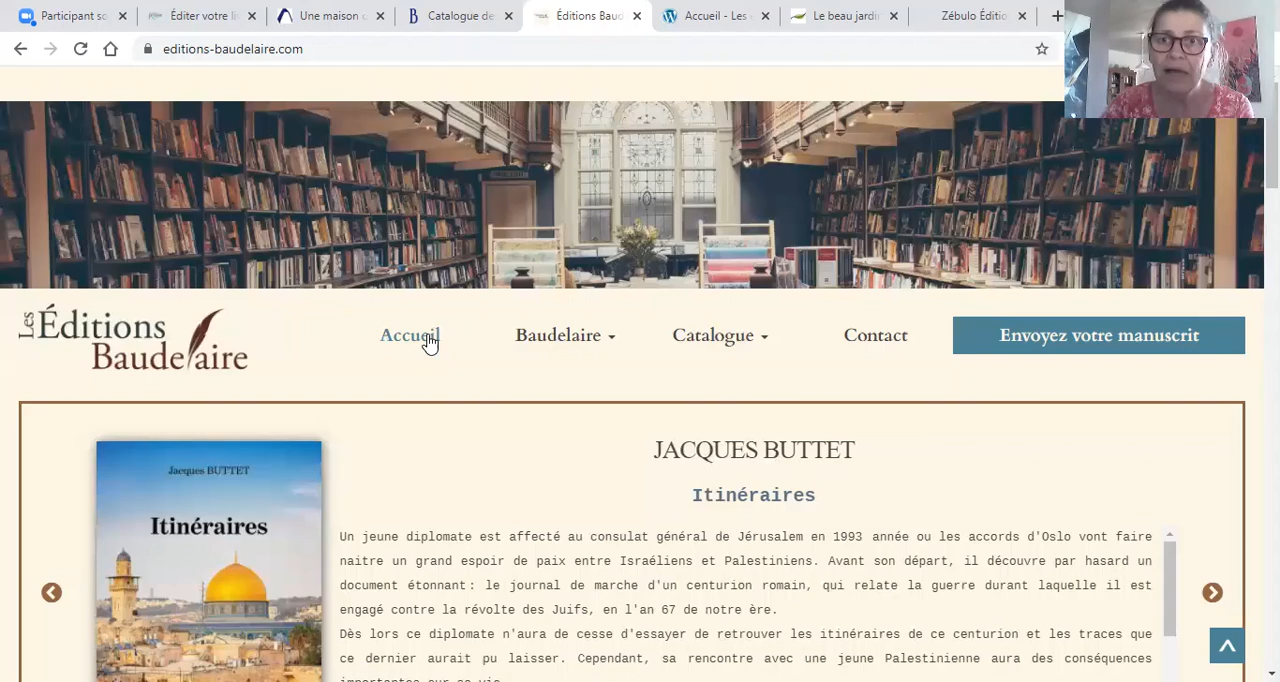 Participant so
Éditer votre li
Une maison d
Catalogue de
Éditions Baud
Accueil - Les
Le beau jardin
Zébulo Éditio
editions-baudelaire.com
Les Éditions
Baudelaire
Accueil
Baudelaire
Catalogue
Contact
Envoyez votre manuscrit
JACQUES BUTTET
Itinéraires
Jacques BUTTET
Itinéraires
Un jeune diplomate est affecté au consulat général de Jérusalem en 1993 année ou les accords d'Oslo vont faire
naitre un grand espoir de paix entre Israéliens et Palestiniens. Avant son départ, il découvre par hasard un
document étonnant: le journal de marche d'un centurion romain, qui relate la guerre durant laquelle il est
engagé contre la révolte des Juifs, en l'an 67 de notre ère.
Dès lors ce diplomate n'aura de cesse d'essayer de retrouver les itinéraires de ce centurion et les traces que
ce dernier aurait pu laisser. Cependant, sa rencontre avec une jeune Palestinienne aura des conséquences
importantes sur sa vie.